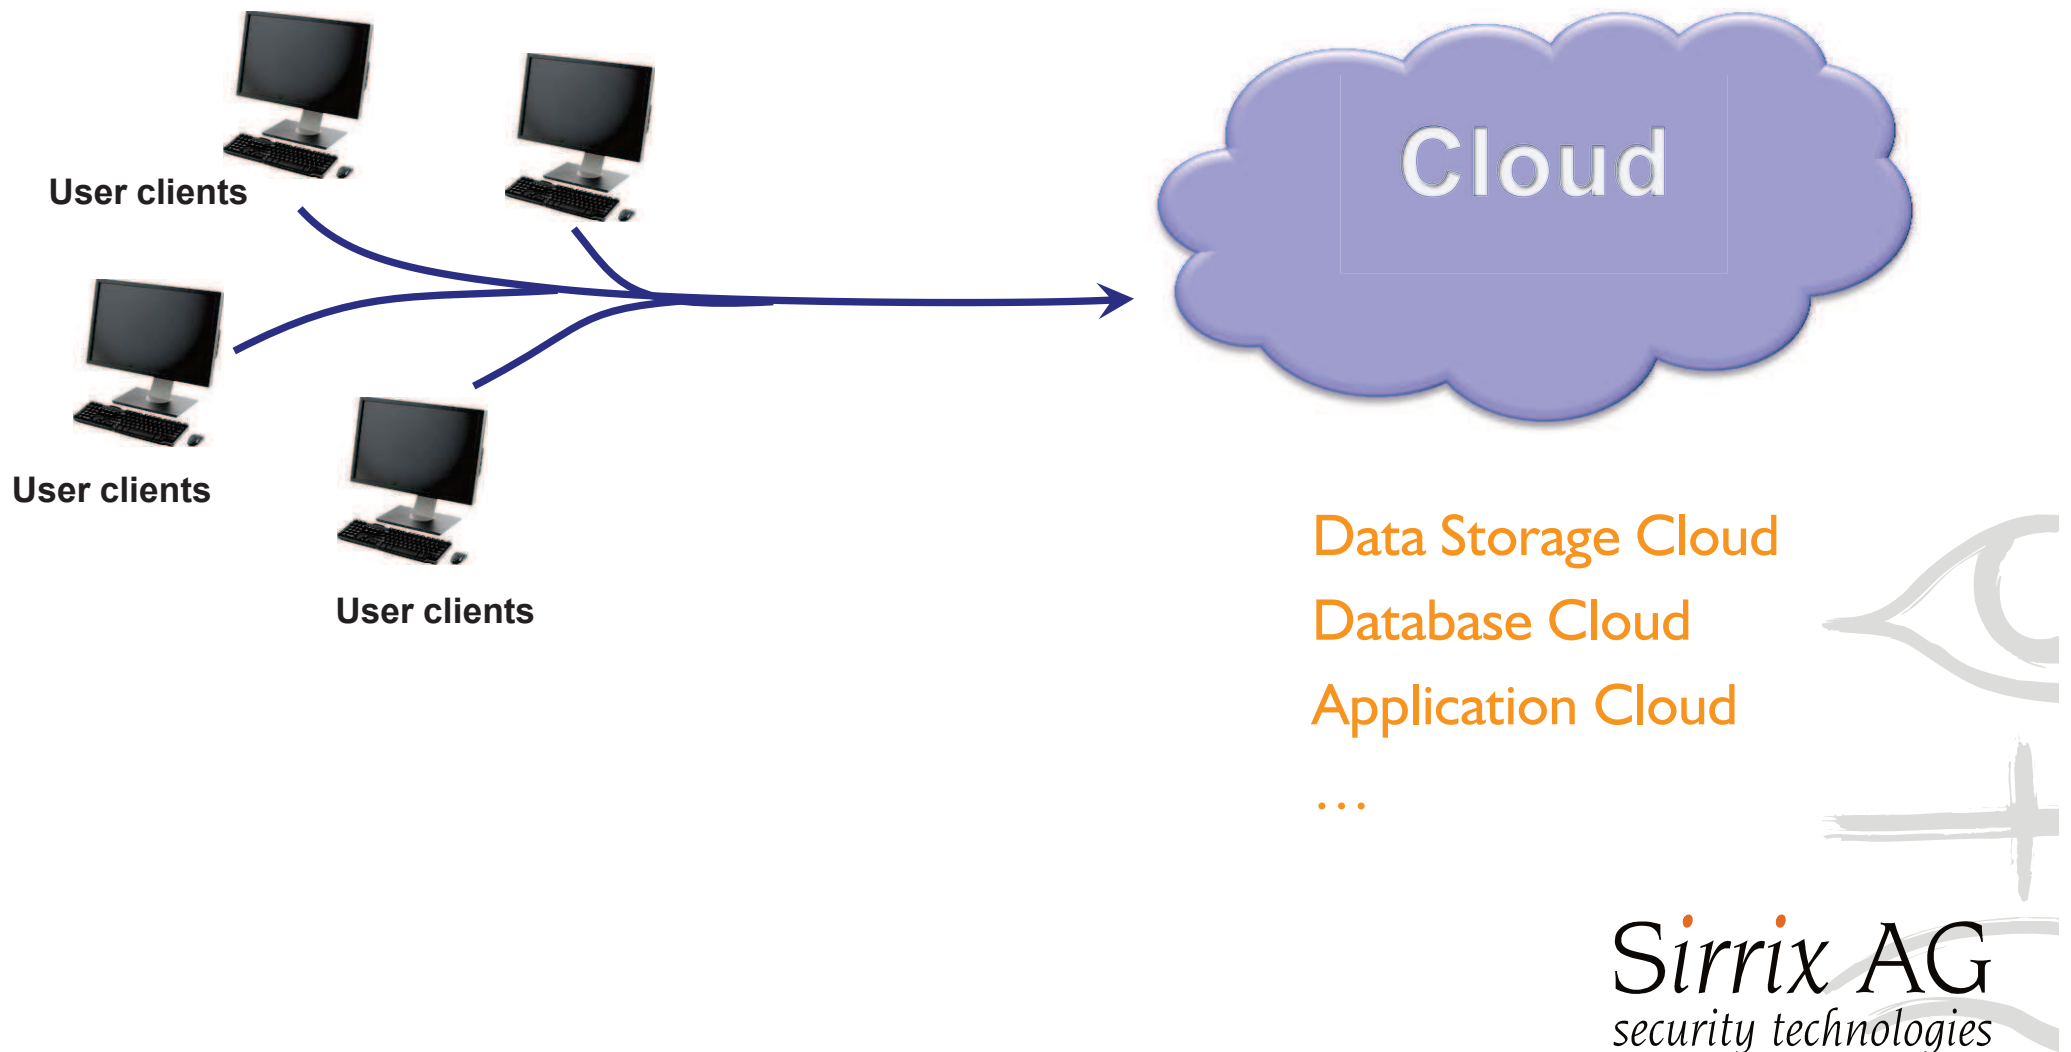 User clients
Cloud
User clients
User clients
Data Storage Cloud
Database Cloud
Application Cloud
…
Sirrix AG
security technologies